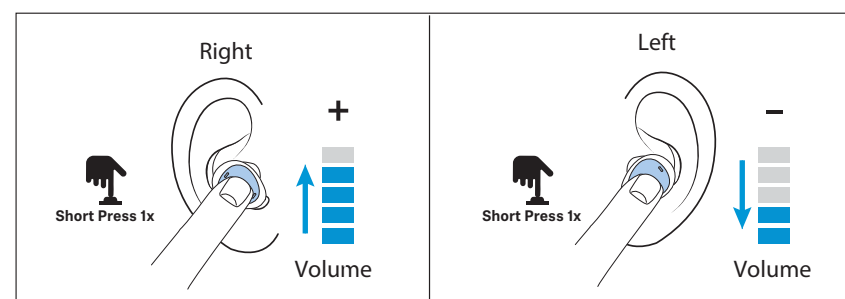 Right
+
Short Press 1x
Volume
Left
–
Short Press 1x
Volume